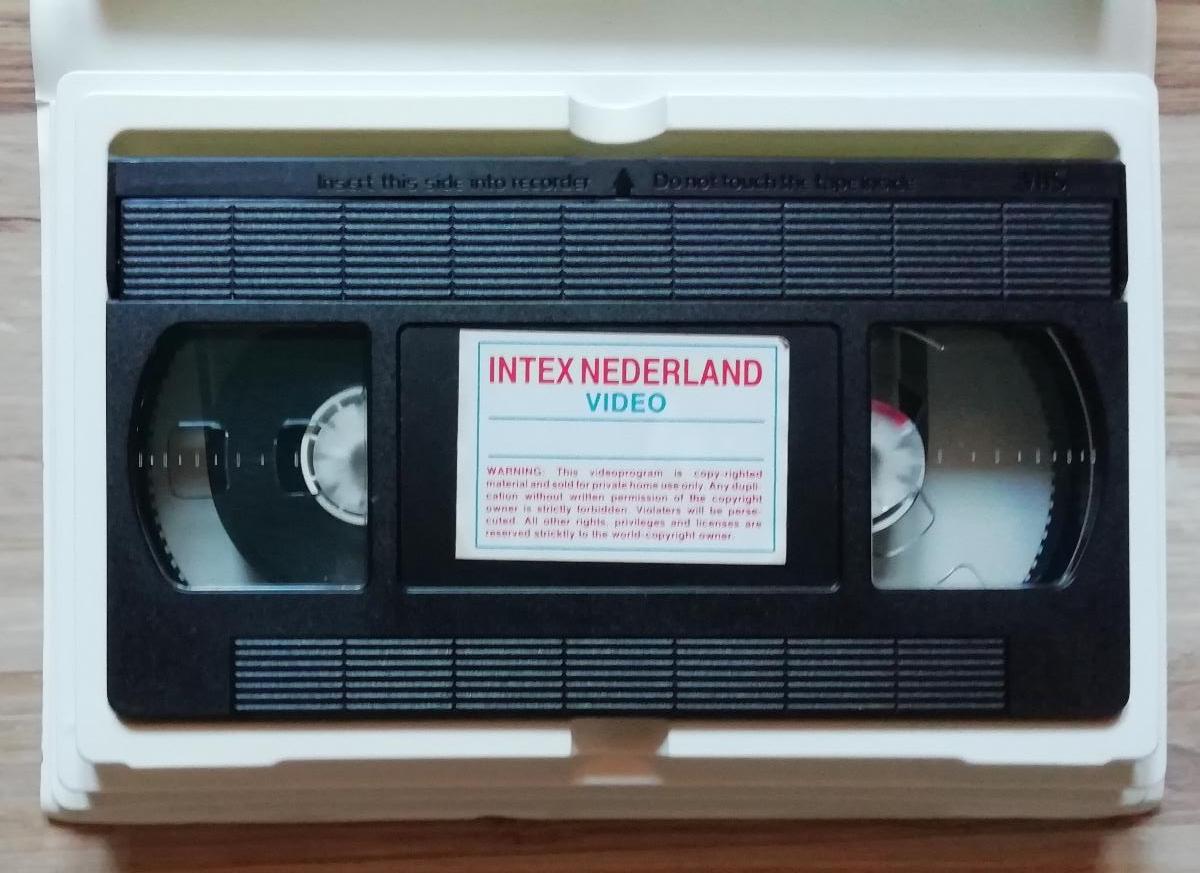 Insert this side into recorder Do not touch the tape inside VHS
INTEX NEDERLAND
VIDEO
WARNING: This videoprogram is copy-righted
material and sold for private home use only. Any dupli-
cation without written permission of the copyright
owner is strictly forbidden. Violaters will be perse-
cuted. All other rights, privileges and licenses are
reserved stricktly to the world-copyright owner.